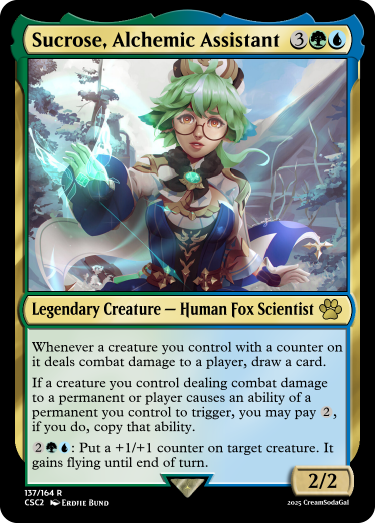 Sucrose, Alchemic Assistant 3
Legendary Creature — Human Fox Scientist
Whenever a creature you control with a counter on
it deals combat damage to a player, draw a card.
If a creature you control dealing combat damage
to a permanent or player causes an ability of a
permanent you control to trigger, you may pay 2,
if you do, copy that ability.
2: Put a +1/+1 counter on target creature. It
gains flying until end of turn.
2/2
137/164 R
CSC2 Erdie Bund
2025 CreamSodaGal